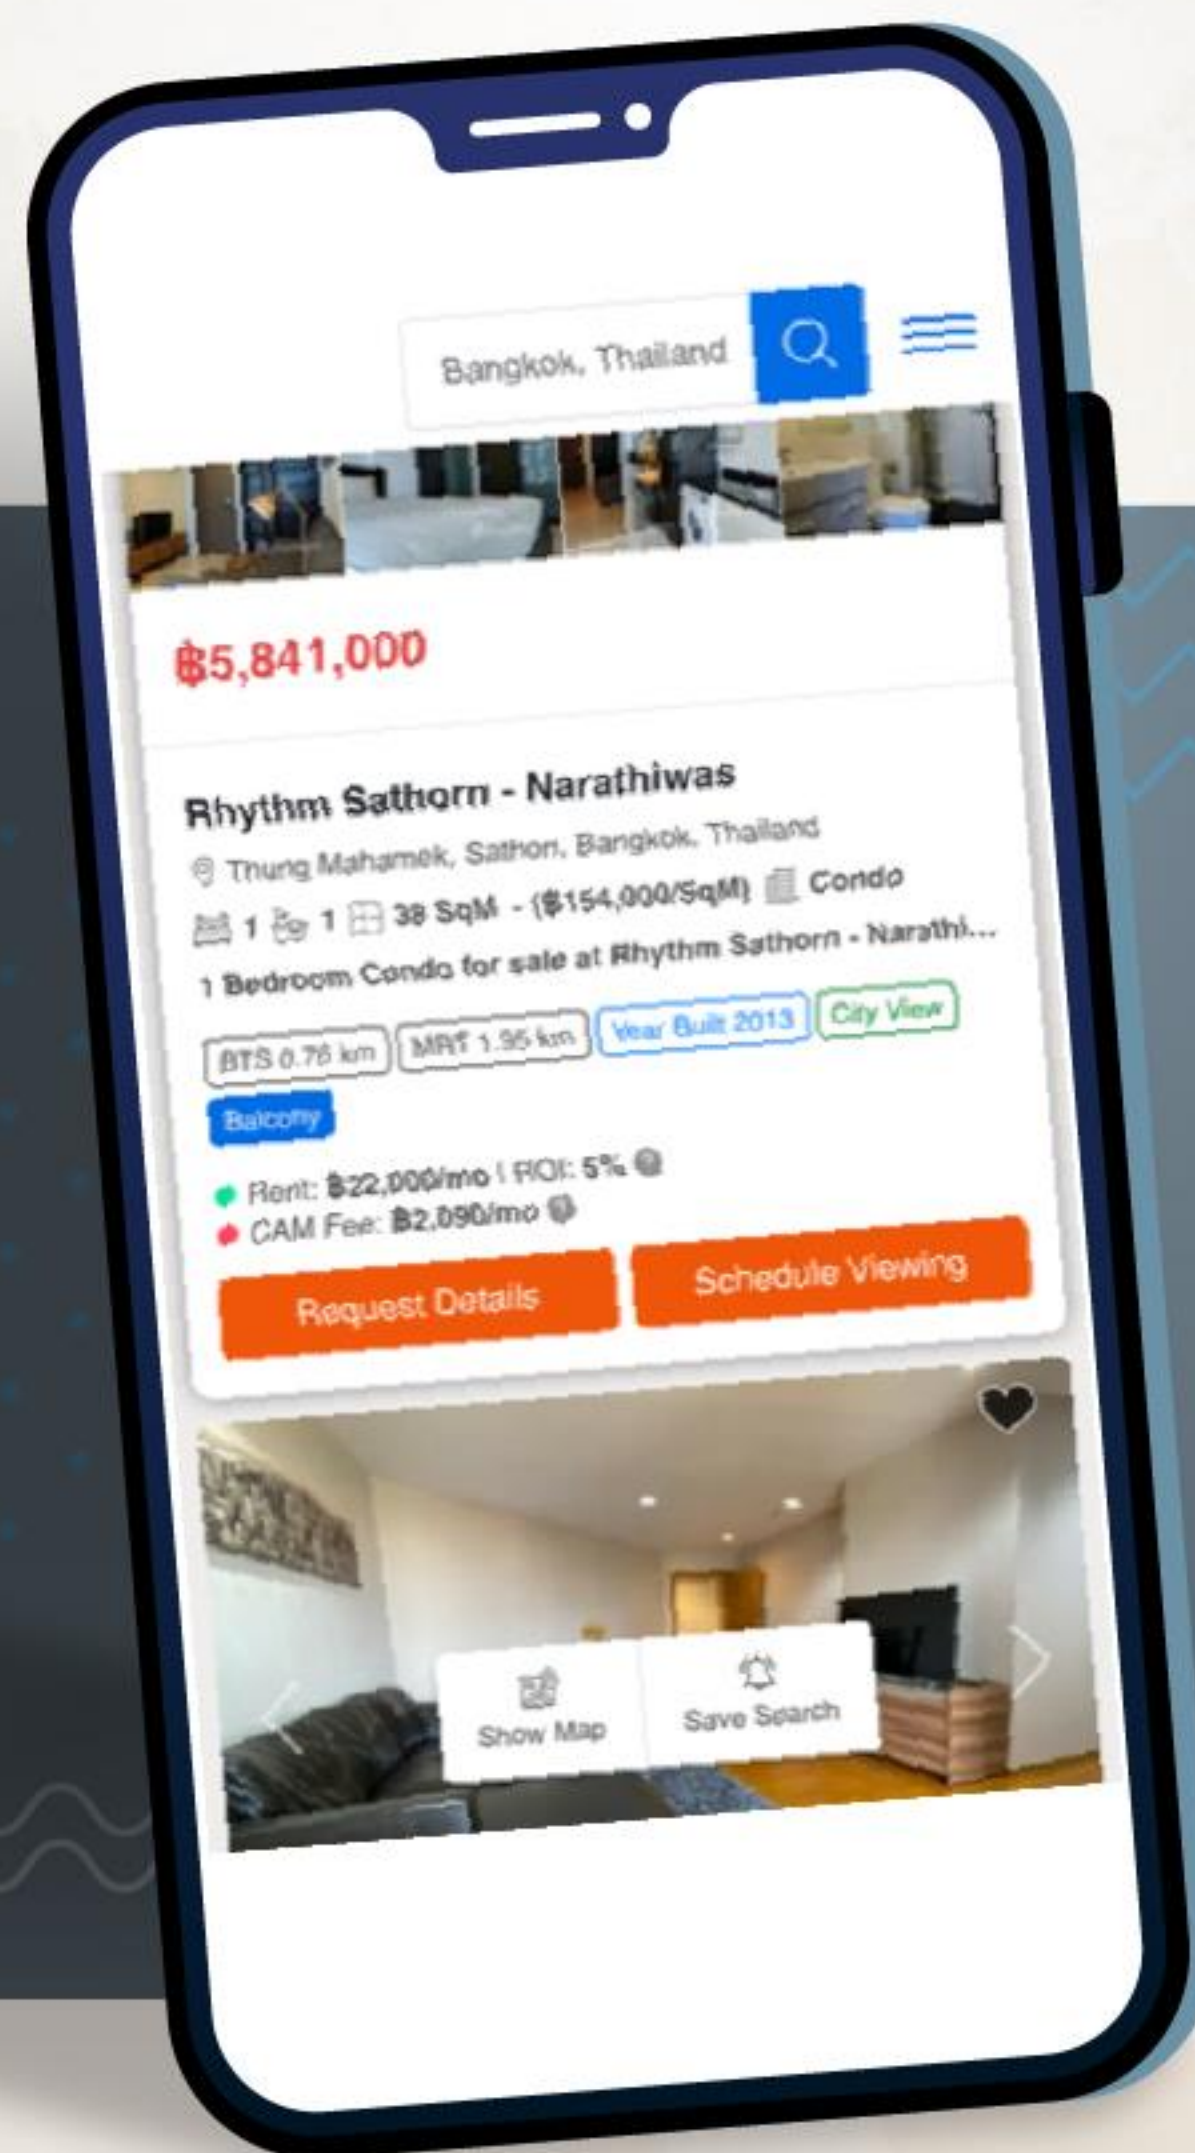 Bangkok, Thailand
฿5,841,000
Rhythm Sathorn - Narathiwas
Thung Mahamek, Sathon, Bangkok, Thailand
1 1 38 SqM - (฿154,000/SqM) Condo
1 Bedroom Condo for sale at Rhythm Sathorn - Narathi...
BTS 0.76 km MRT 1.95 km Year Built 2013 City View
Balcony
Rent: ฿22,000/mo | ROI: 5% ?
CAM Fee: ฿2,090/mo ?
Request Details Schedule Viewing
Show Map Save Search